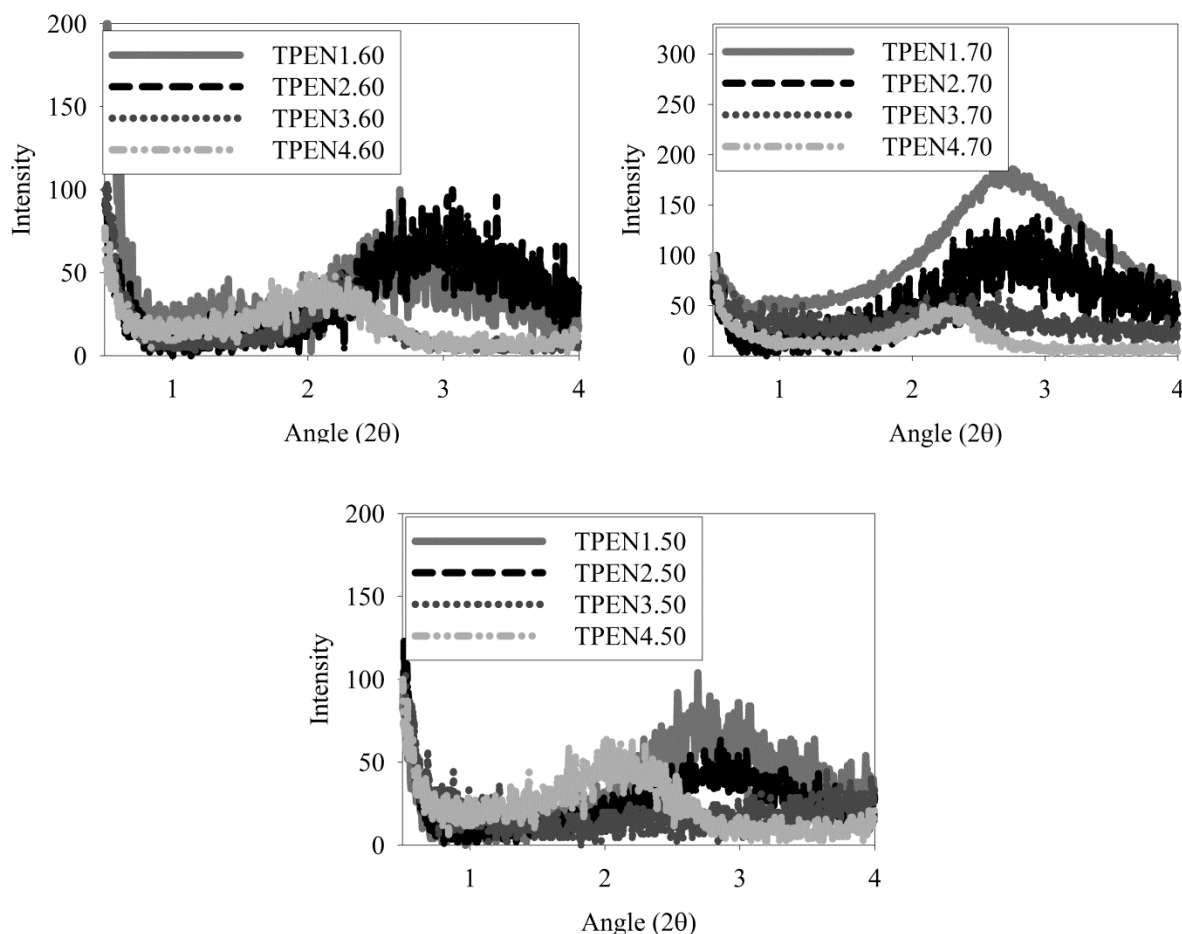 200
150
100
50
0
Intensity
TPEN1.60
TPEN2.60
TPEN3.60
TPEN4.60
1 2 3 4
Angle (2θ)
300
250
200
150
100
50
0
Intensity
TPEN1.70
TPEN2.70
TPEN3.70
TPEN4.70
1 2 3 4
Angle (2θ)
200
150
100
50
0
Intensity
TPEN1.50
TPEN2.50
TPEN3.50
TPEN4.50
1 2 3 4
Angle (2θ)